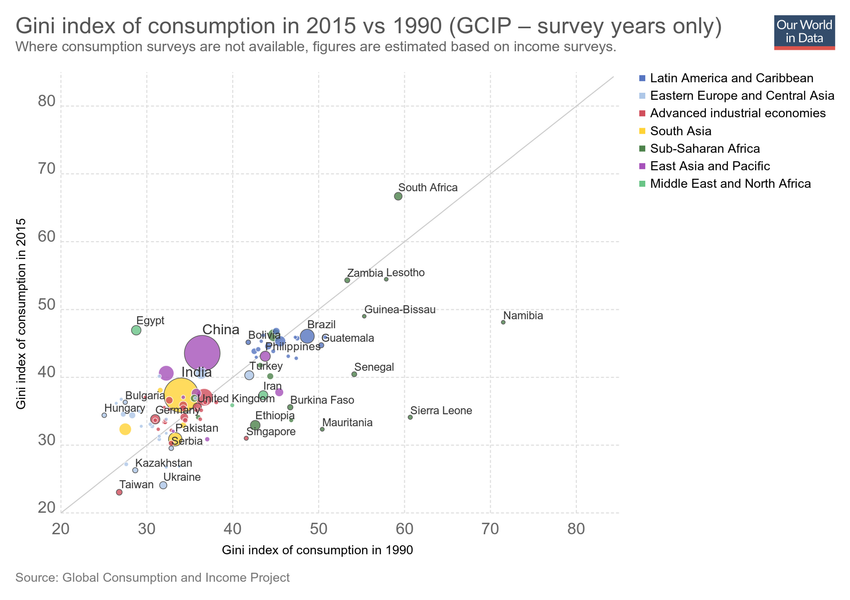 Gini index of consumption in 2015 vs 1990 (GCIP – survey years only)
Where consumption surveys are not available, figures are estimated based on income surveys.
Our World
in Data
Latin America and Caribbean
Eastern Europe and Central Asia
Advanced industrial economies
South Asia
Sub-Saharan Africa
East Asia and Pacific
Middle East and North Africa
Gini index of consumption in 2015
80
70
60
50
40
30
20
South Africa
Zambia
Lesotho
Guinea-Bissau
Namibia
Egypt
China
Bolivia
Brazil
Guatemala
Philippines
India
Turkey
Senegal
Iran
Bulgaria
United Kingdom
Burkina Faso
Hungary
Germany
Ethiopia
Sierra Leone
Pakistan
Singapore
Mauritania
Serbia
Kazakhstan
Ukraine
Taiwan
20
30
40
50
60
70
80
Gini index of consumption in 1990
Source: Global Consumption and Income Project